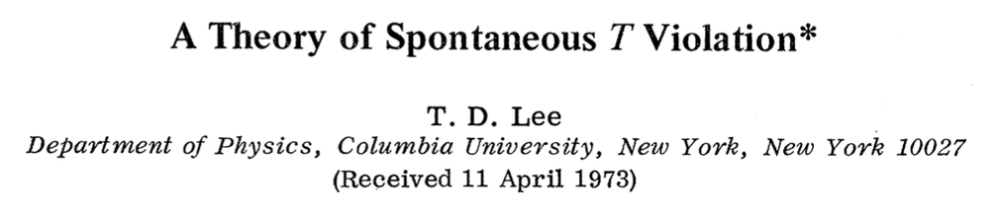 A Theory of Spontaneous T Violation*
T. D. Lee
Department of Physics, Columbia University, New York, New York 10027
(Received 11 April 1973)